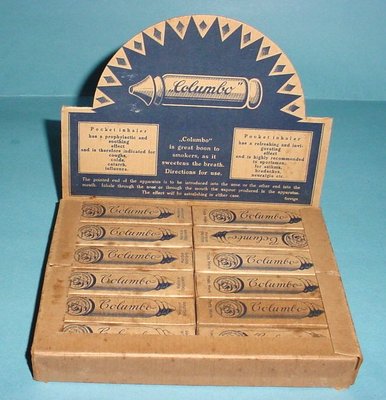 „Columbo"
Pocket inhaler
has a prophylactic and
soothing
effect
and is therefore indicated for
coughs,
colds,
catarrh,
influenza.
„Columbo"
is great boon to
smokers, as it
sweetens the breath.
Directions for use.
Pocket inhaler
has a refreshing and invi-
gorating
effect
and is highly recommended
to sportsmen,
for asthma,
headaches,
neuralgia etc.
The pointed end of the apparatus is to be introduced into the nose or the other end into the
mouth. Inhale through the nose or through the mouth the vapour produced in the apparatus.
The effect will be astonishing in either case.
foreign
Columbo
Columbo
Columbo
Columbo
Columbo
Columbo
Columbo
Columbo
Columbo
Columbo